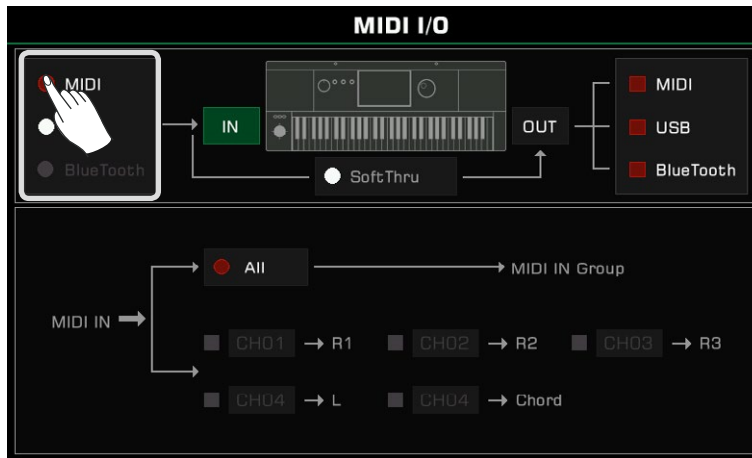 MIDI I/O
MIDI
BlueTooth
IN
OUT
SoftThru
MIDI
USB
BlueTooth
All
MIDI IN Group
MIDI IN
CH01
R1
CH02
R2
CH03
R3
CH04
L
CH04
Chord